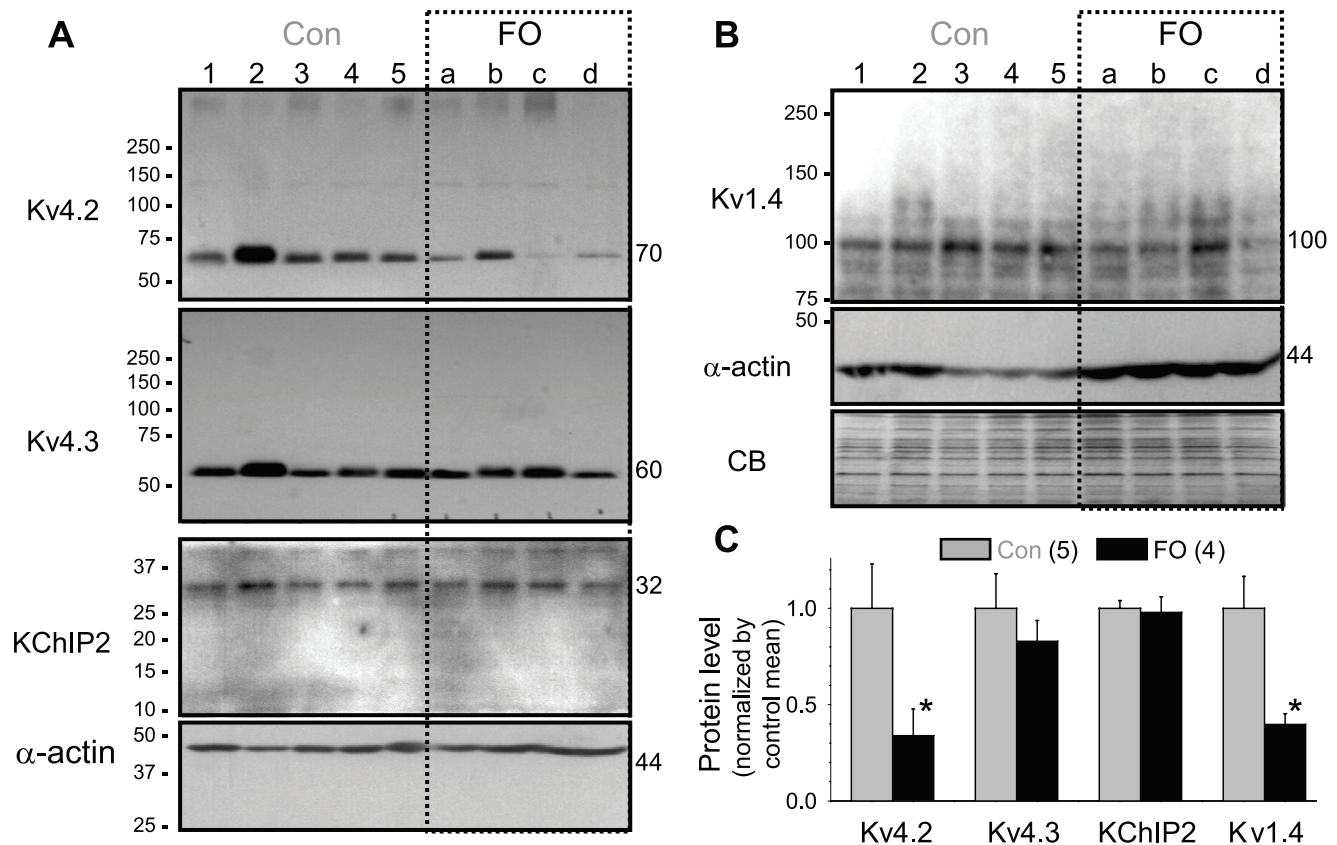 A
Con
FO
1 2 3 4 5 a b c d
Kv4.2
250
150
100
75
50
70
Kv4.3
250
150
100
75
50
60
KChIP2
37
25
20
15
10
32
α-actin
50
37
25
44
B
Con
FO
1 2 3 4 5 a b c d
Kv1.4
250
150
100
75
100
α-actin
50
44
CB
C
Con (5) FO (4)
Protein level
(normalized by
control mean)
1.0
0.5
0.0
* *
Kv4.2 Kv4.3 KChIP2 Kv1.4